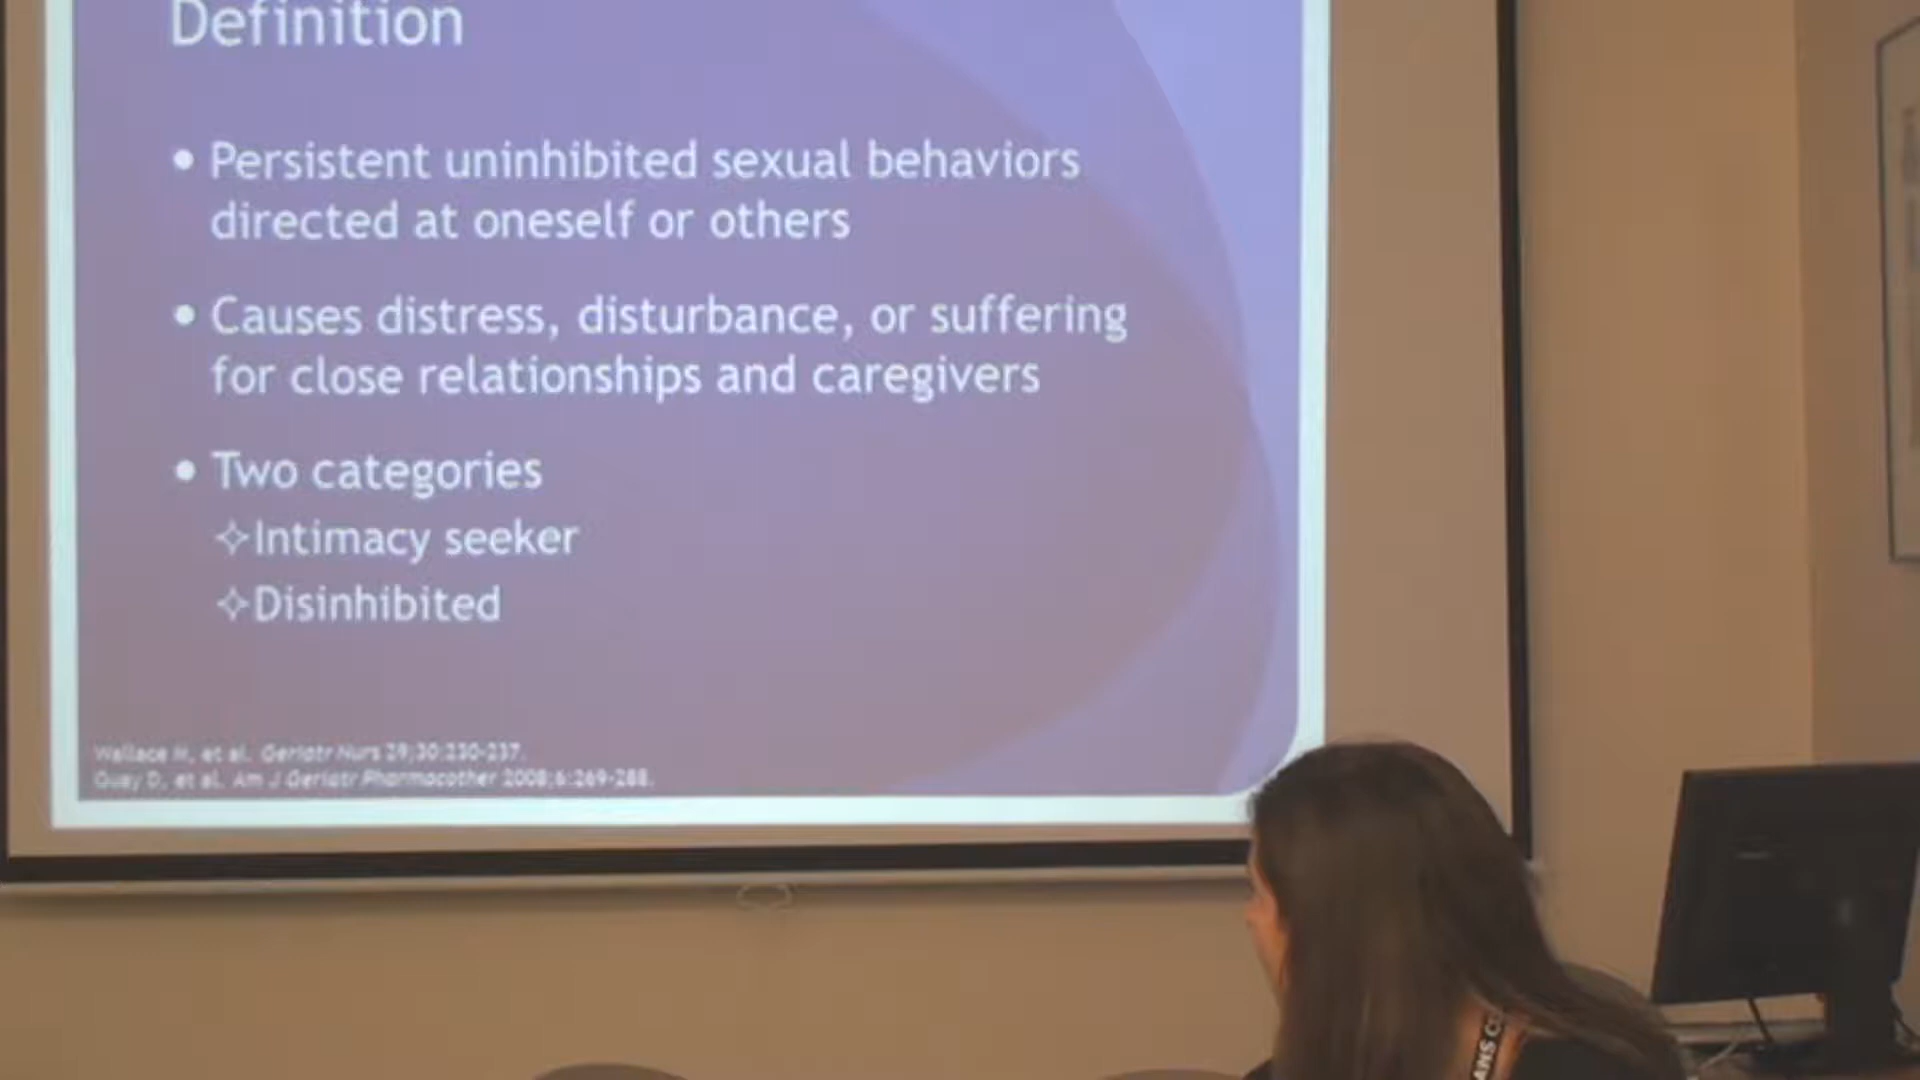 Definition
• Persistent uninhibited sexual behaviors
directed at oneself or others
• Causes distress, disturbance, or suffering
for close relationships and caregivers
• Two categories
✧Intimacy seeker
✧Disinhibited
Wallace M, et al. Geriatr Nurs 29;30:230-237.
Guay D, et al. Am J Geriatr Pharmacother 2008;6:269-288.
ANS